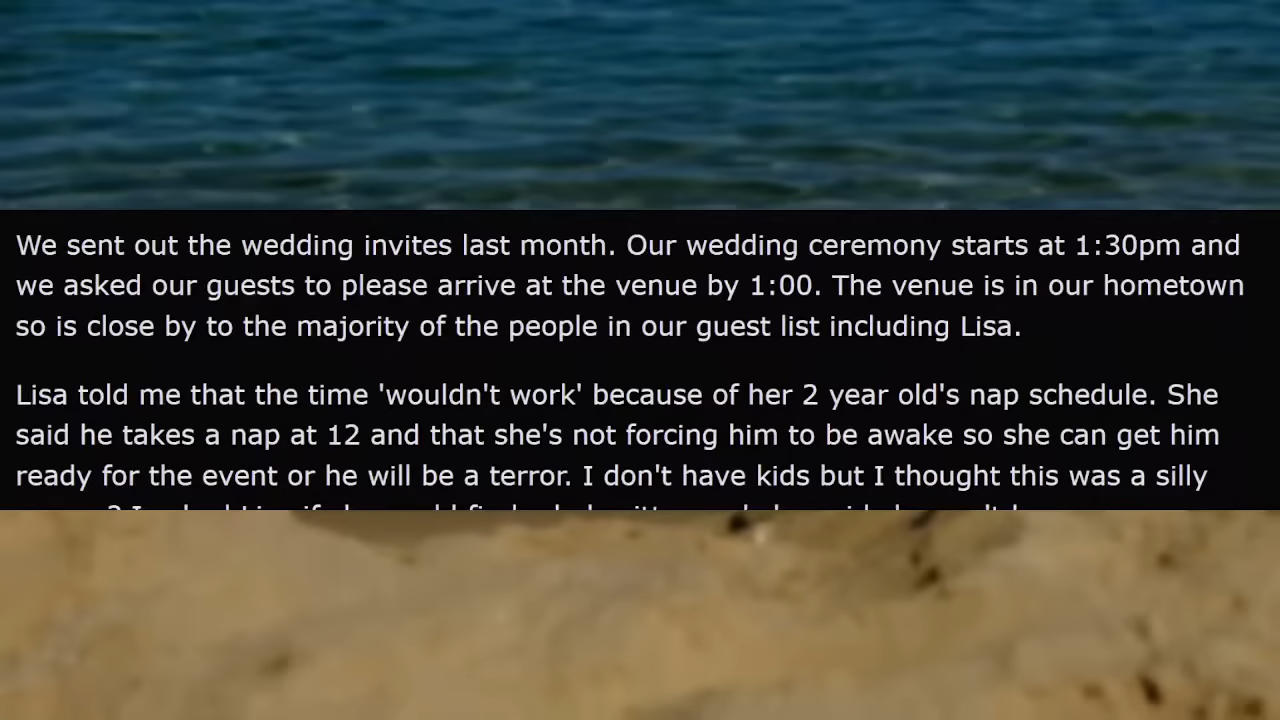 We sent out the wedding invites last month. Our wedding ceremony starts at 1:30pm and
we asked our guests to please arrive at the venue by 1:00. The venue is in our hometown
so is close by to the majority of the people in our guest list including Lisa.
Lisa told me that the time 'wouldn't work' because of her 2 year old's nap schedule. She
said he takes a nap at 12 and that she's not forcing him to be awake so she can get him
ready for the event or he will be a terror. I don't have kids but I thought this was a silly